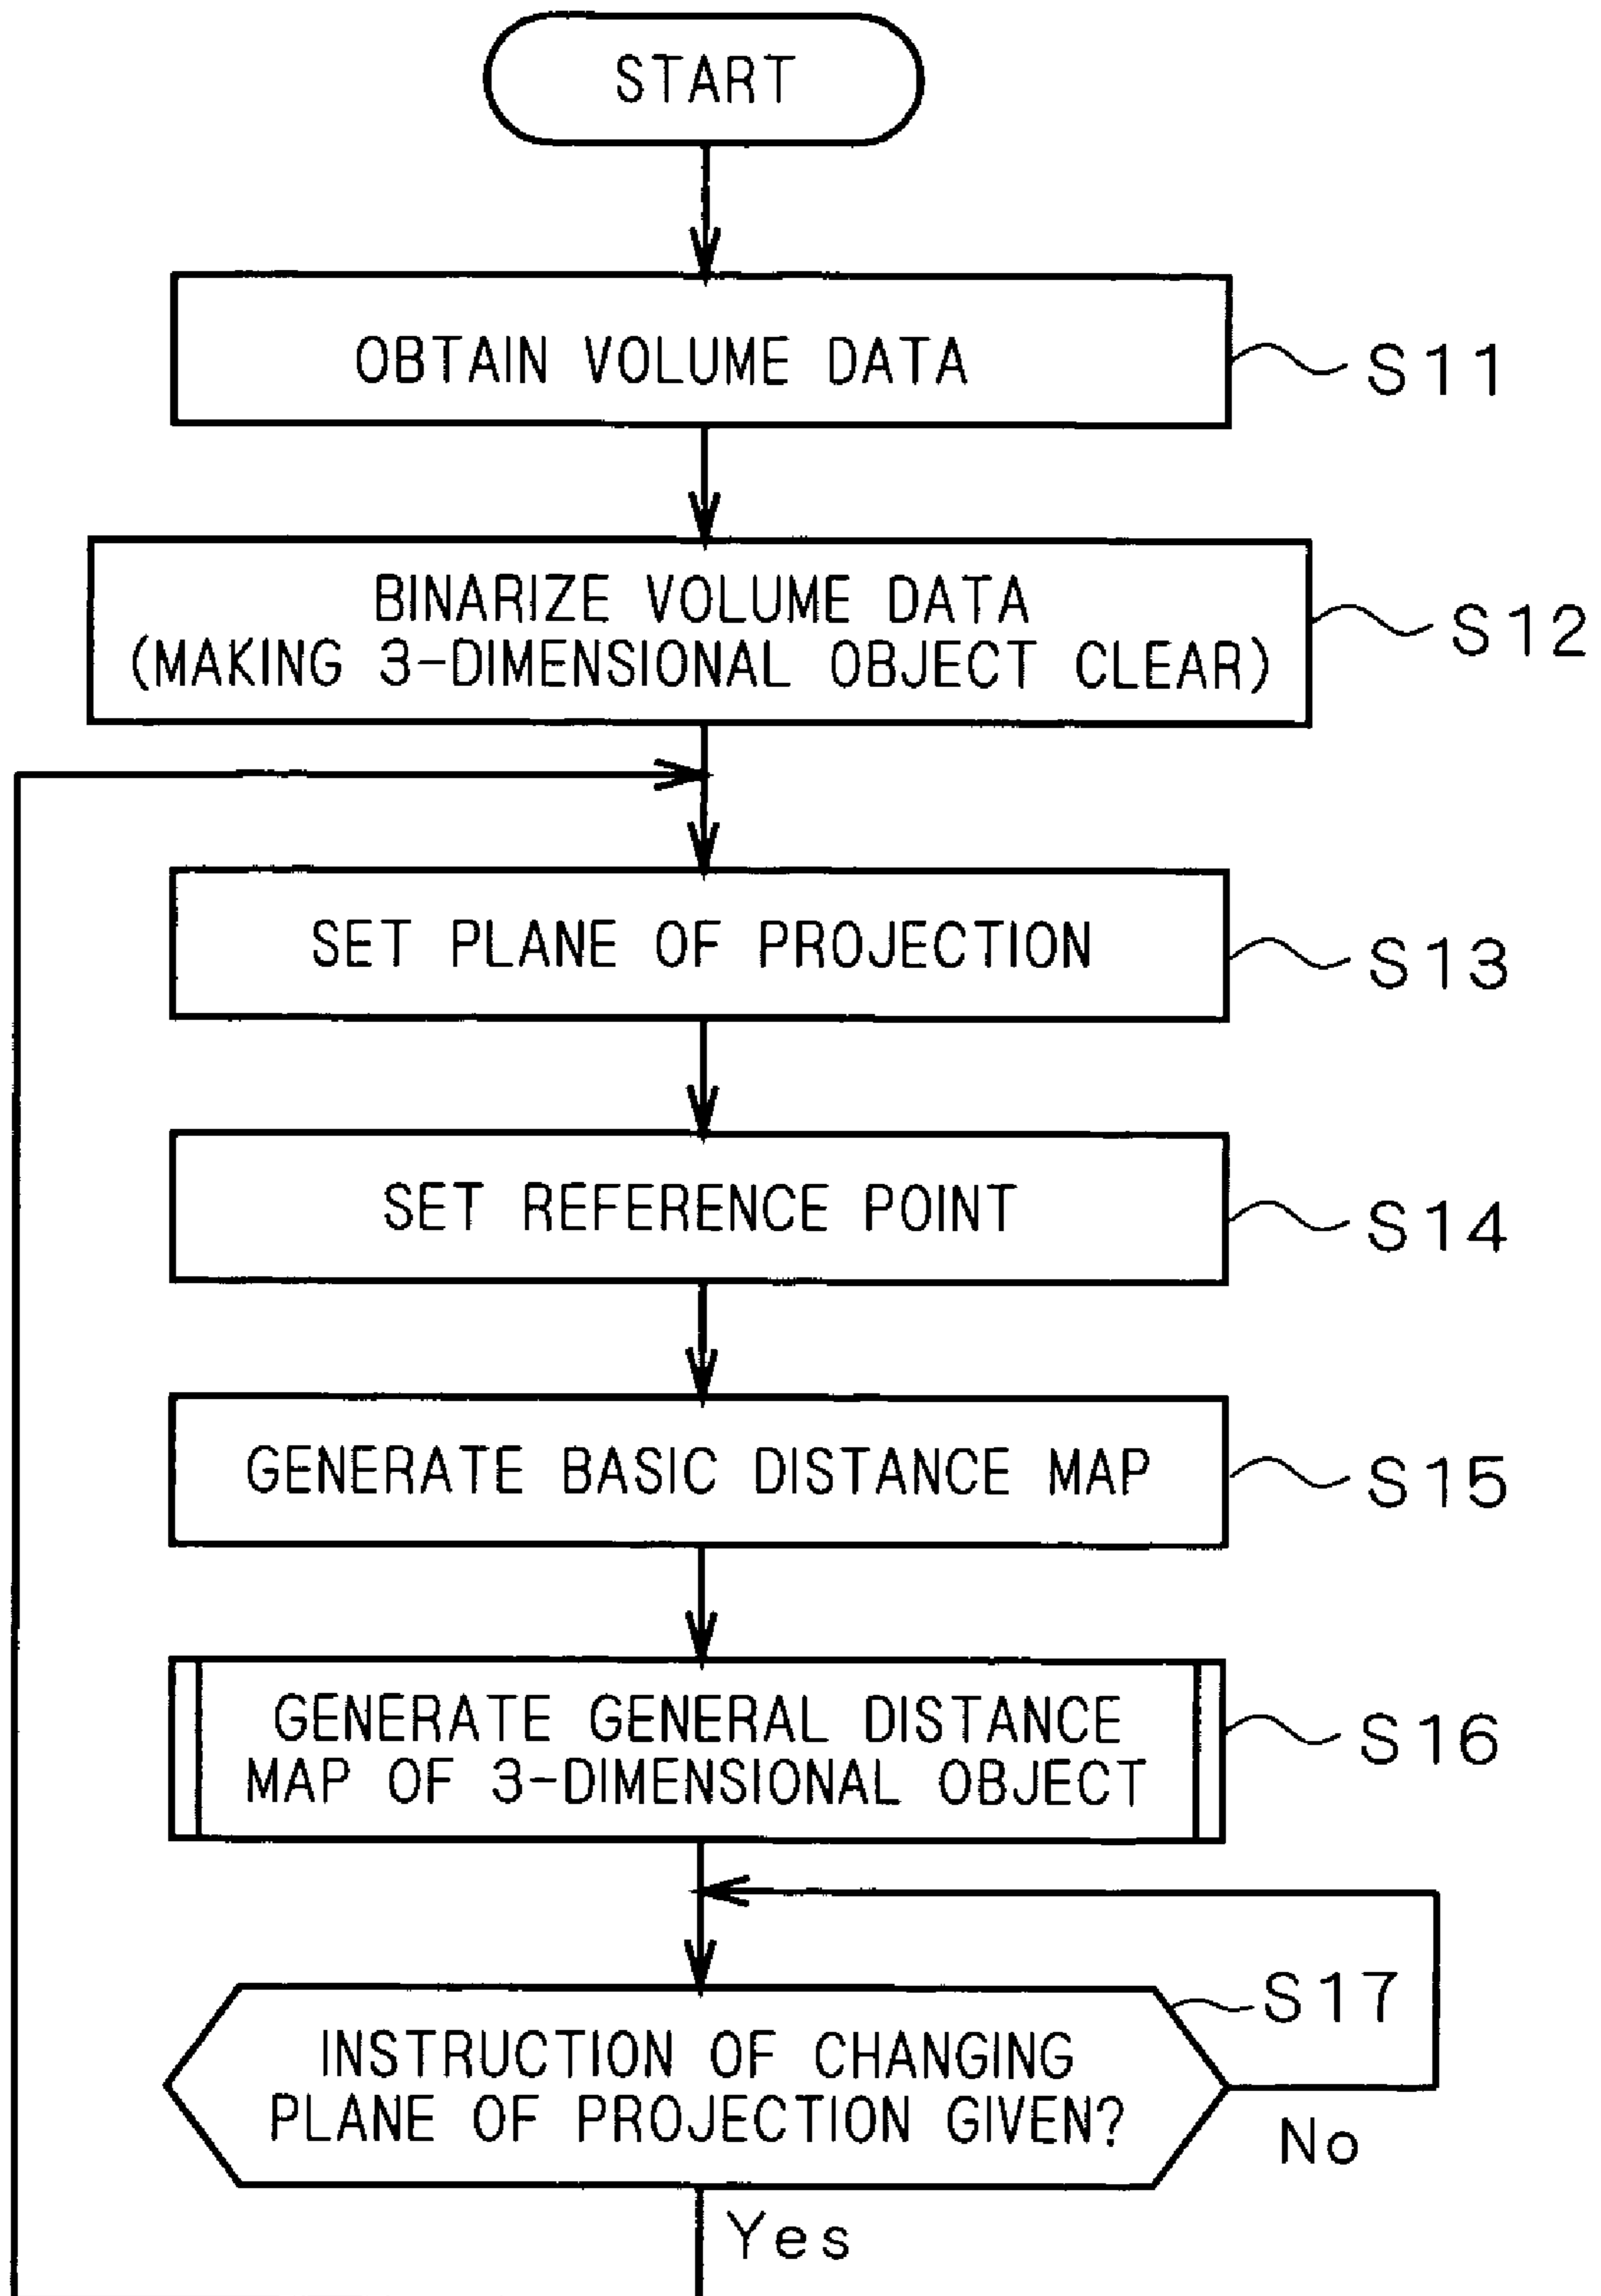 START
OBTAIN VOLUME DATA
S11
BINARIZE VOLUME DATA
(MAKING 3-DIMENSIONAL OBJECT CLEAR)
S12
SET PLANE OF PROJECTION
S13
SET REFERENCE POINT
S14
GENERATE BASIC DISTANCE MAP
S15
GENERATE GENERAL DISTANCE
MAP OF 3-DIMENSIONAL OBJECT
S16
S17
INSTRUCTION OF CHANGING
PLANE OF PROJECTION GIVEN?
No
Yes